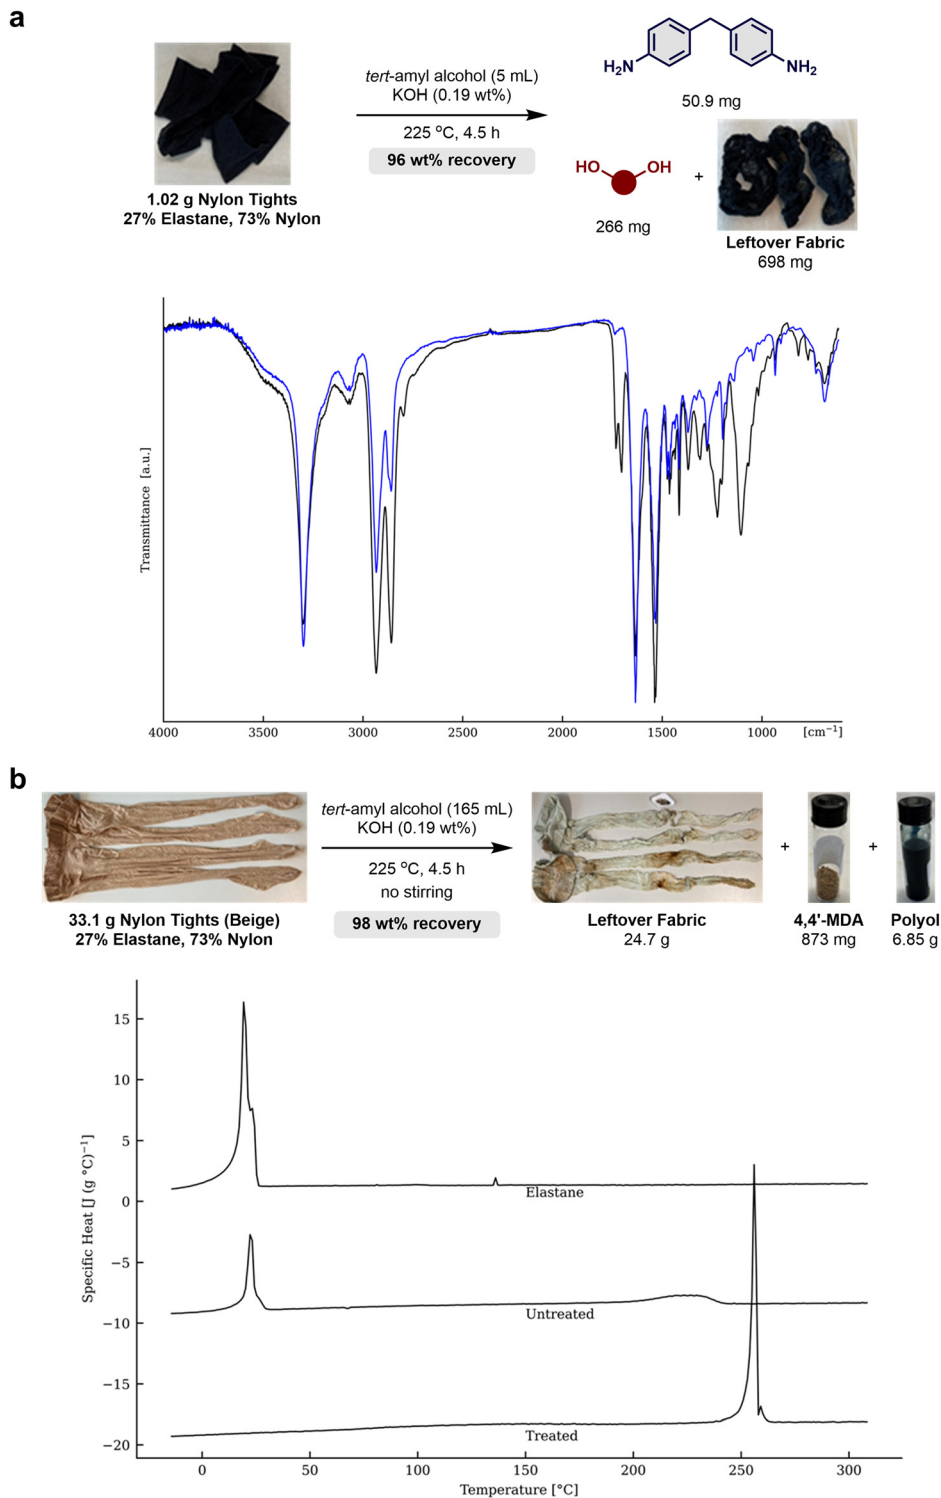 a
tert-amyl alcohol (5 mL)
KOH (0.19 wt%)
225 °C, 4.5 h
96 wt% recovery
1.02 g Nylon Tights
27% Elastane, 73% Nylon
H₂N
NH₂
50.9 mg
HO
OH
+
266 mg
Leftover Fabric
698 mg
Transmittance [a.u.]
4000
3500
3000
2500
2000
1500
1000
[cm⁻¹]
b
tert-amyl alcohol (165 mL)
KOH (0.19 wt%)
225 °C, 4.5 h
no stirring
98 wt% recovery
33.1 g Nylon Tights (Beige)
27% Elastane, 73% Nylon
+
+
Leftover Fabric
24.7 g
4,4'-MDA
873 mg
Polyol
6.85 g
Specific Heat [J (g °C)⁻¹]
15
10
5
0
−5
−10
−15
−20
Elastane
Untreated
Treated
0
50
100
150
200
250
300
Temperature [°C]